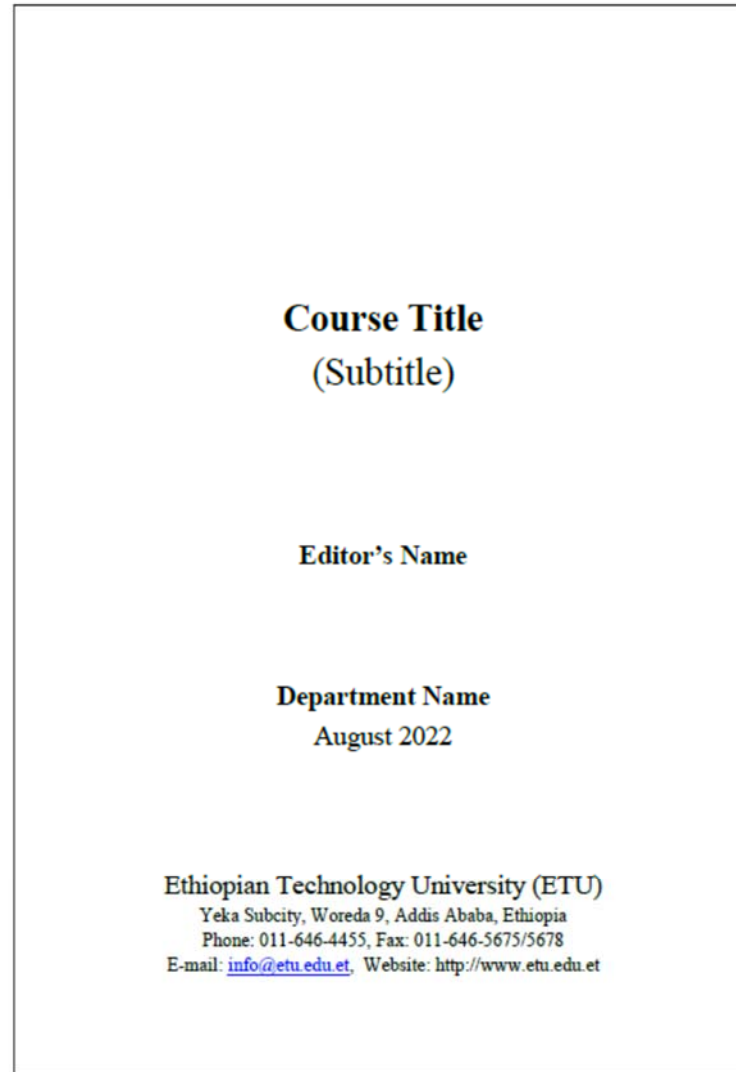 Course Title
(Subtitle)
Editor’s Name
Department Name
August 2022
Ethiopian Technology University (ETU)
Yeka Subcity, Woreda 9, Addis Ababa, Ethiopia
Phone: 011-646-4455, Fax: 011-646-5675/5678
E-mail: info@etu.edu.et, Website: http://www.etu.edu.et